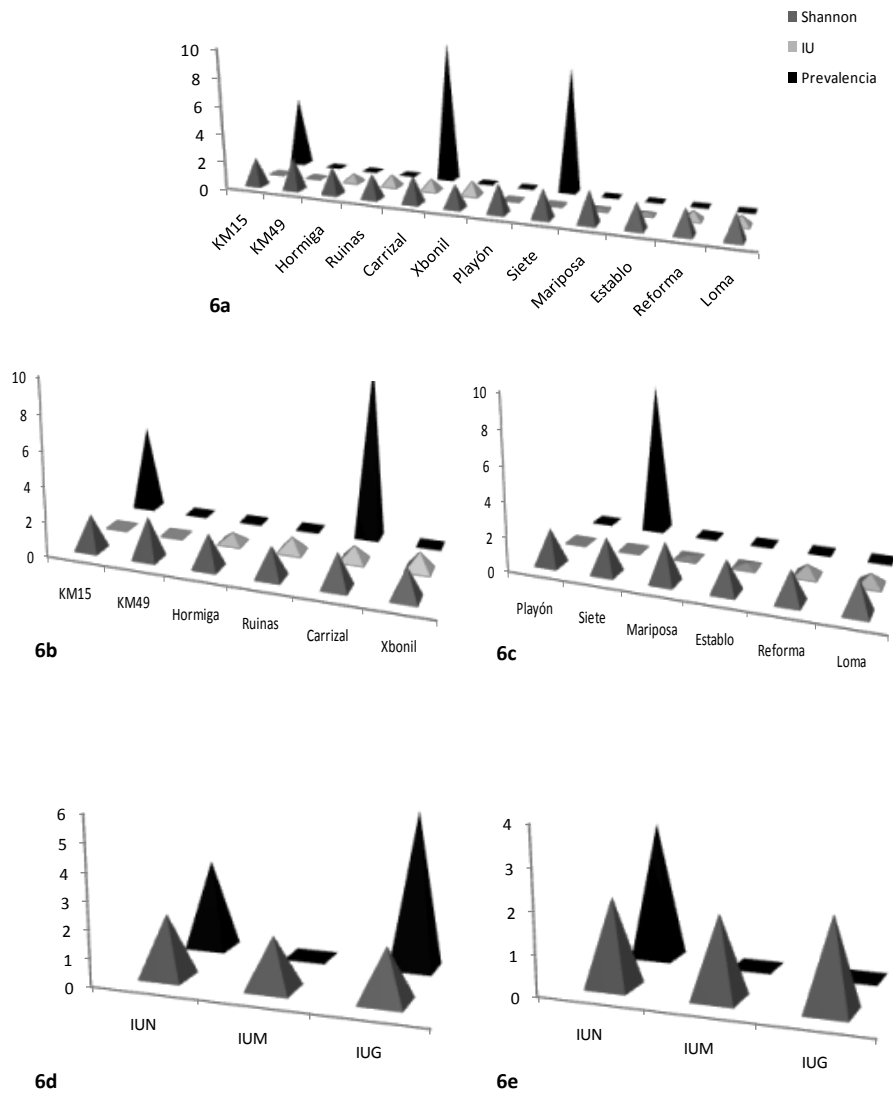 Shannon
IU
Prevalencia
10
8
6
4
2
0
KM15
KM49
Hormiga
Ruinas
Carrizal
Xbonil
Playón
Siete
Mariposa
Establo
Reforma
Loma
6a
10
8
6
4
2
0
KM15
KM49
Hormiga
Ruinas
Carrizal
Xbonil
6b
10
8
6
4
2
0
Playón
Siete
Mariposa
Establo
Reforma
Loma
6c
6
5
4
3
2
1
0
IUN
IUM
IUG
6d
4
3
2
1
0
IUN
IUM
IUG
6e